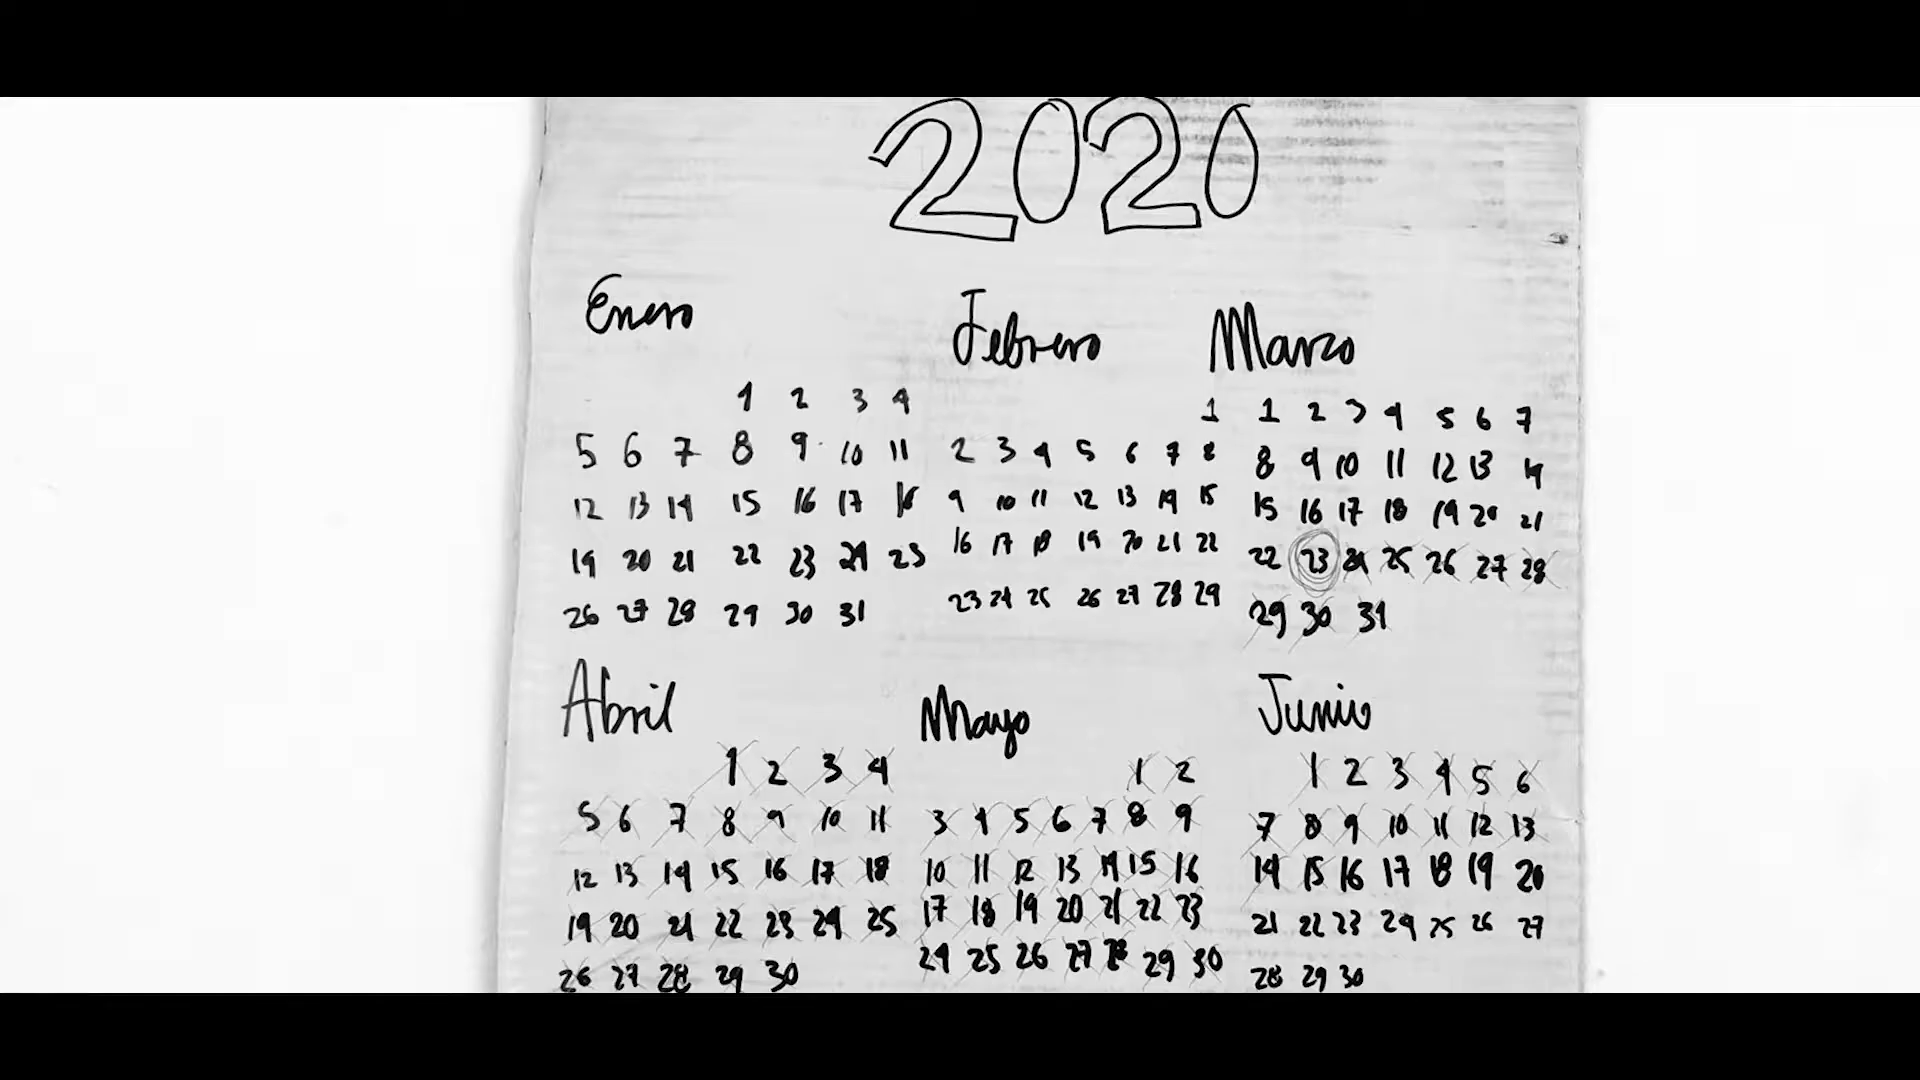 2020
Enero
1 2 3 4
5 6 7 8 9 10 11
12 13 14 15 16 17 18
19 20 21 22 23 24 25
26 27 28 29 30 31
Febrero
1
2 3 4 5 6 7 8
9 10 11 12 13 14 15
16 17 18 19 20 21 22
23 24 25 26 27 28 29
Marzo
1 2 3 4 5 6 7
8 9 10 11 12 13 14
15 16 17 18 19 20 21
22 23 24 25 26 27 28
29 30 31
Abril
1 2 3 4
5 6 7 8 9 10 11
12 13 14 15 16 17 18
19 20 21 22 23 24 25
26 27 28 29 30
Mayo
1 2
3 4 5 6 7 8 9
10 11 12 13 14 15 16
17 18 19 20 21 22 23
24 25 26 27 28 29 30
Junio
1 2 3 4 5 6
7 8 9 10 11 12 13
14 15 16 17 18 19 20
21 22 23 24 25 26 27
28 29 30